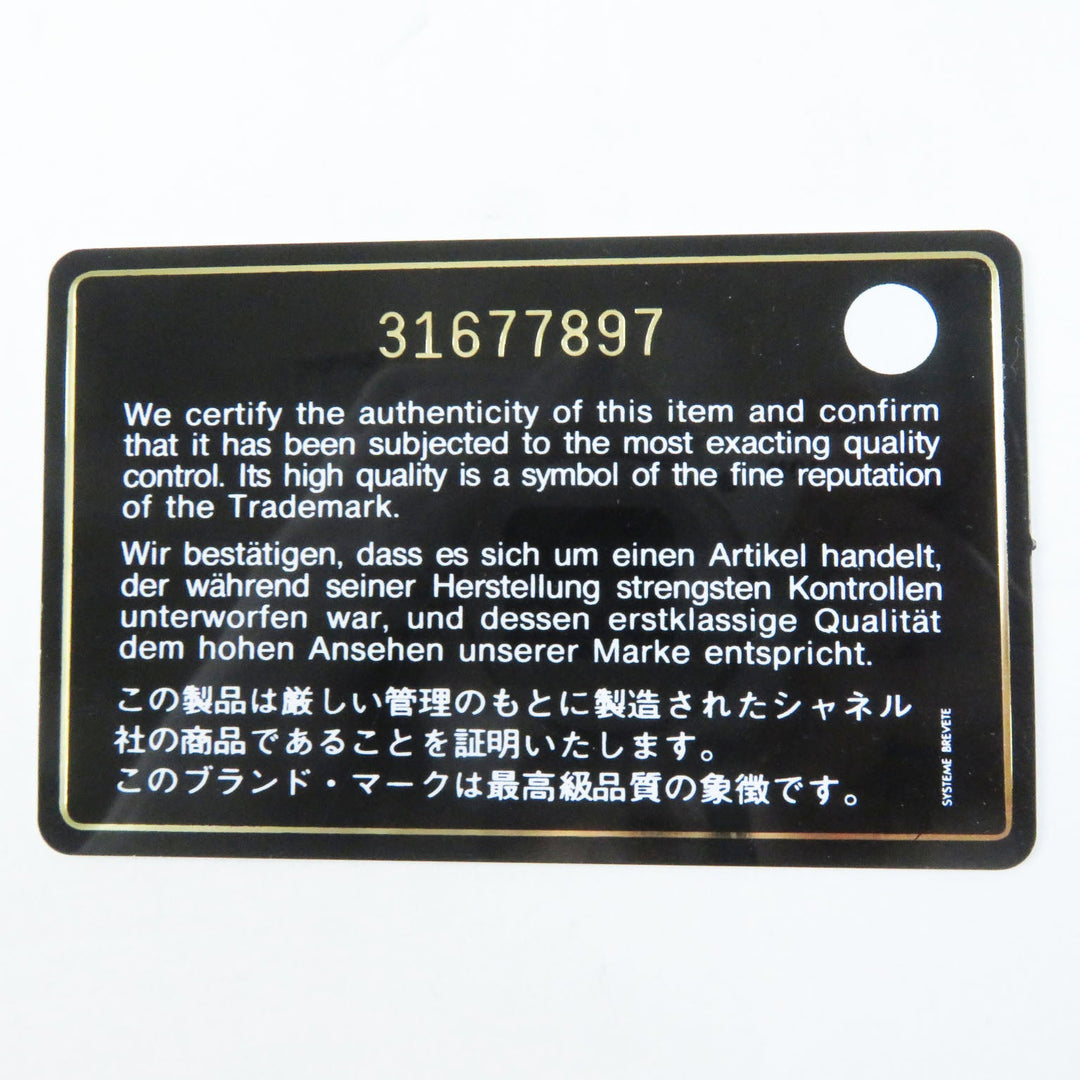 31677897
We certify the authenticity of this item and confirm
that it has been subjected to the most exacting quality
control. Its high quality is a symbol of the fine reputation
of the Trademark.
Wir bestätigen, dass es sich um einen Artikel handelt,
der während seiner Herstellung strengsten Kontrollen
unterworfen war, und dessen erstklassige Qualität
dem hohen Ansehen unserer Marke entspricht.
この製品は厳しい管理のもとに製造されたシャネル
社の商品であることを証明いたします。
このブランド・マークは最高級品質の象徴です。
SYSTEME BREVETE